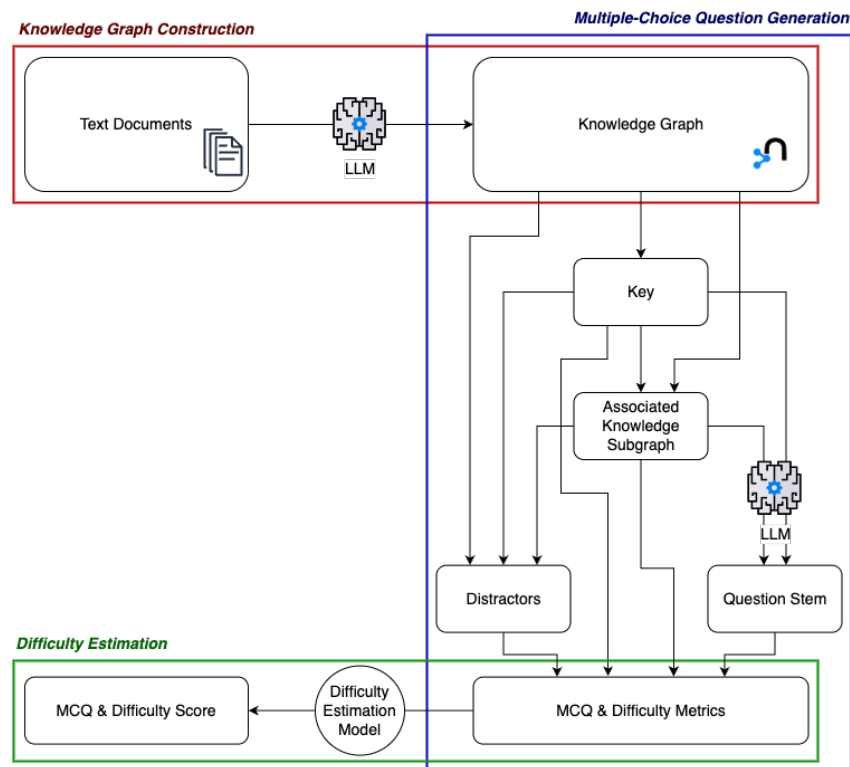 Multiple-Choice Question Generation
Knowledge Graph Construction
Text Documents
LLM
Knowledge Graph
Key
Associated
Knowledge
Subgraph
LLM
Distractors
Question Stem
Difficulty Estimation
MCQ & Difficulty Score
Difficulty
Estimation
Model
MCQ & Difficulty Metrics